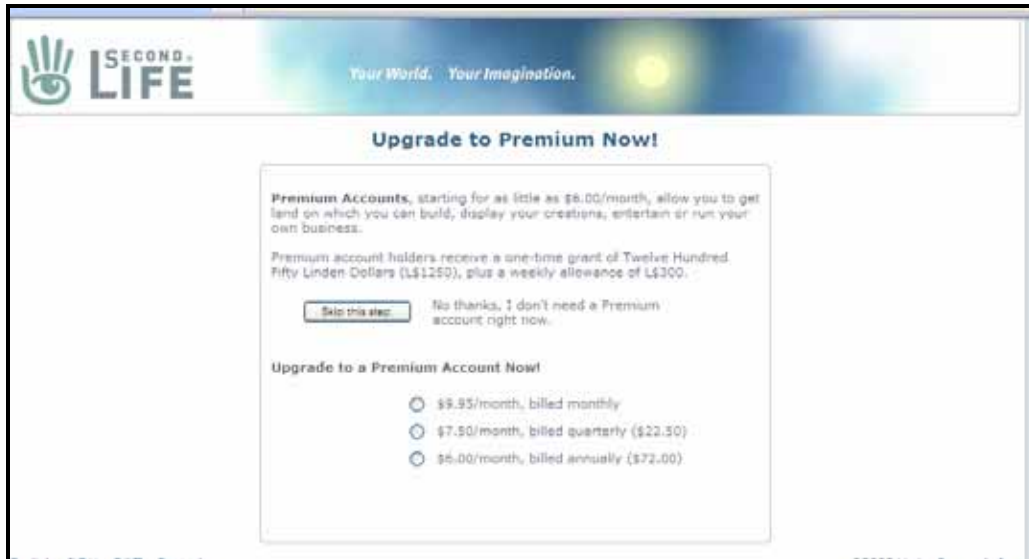 SECOND LIFE
Your World. Your Imagination.
Upgrade to Premium Now!
Premium Accounts, starting for as little as $6.00/month, allow you to get
land on which you can build, display your creations, entertain or run your
own business.
Premium account holders receive a one-time grant of Twelve Hundred
Fifty Linden Dollars (L$1250), plus a weekly allowance of L$300.
Skip this step
No thanks, I don't need a Premium
account right now.
Upgrade to a Premium Account Now!
$9.95/month, billed monthly
$7.50/month, billed quarterly ($22.50)
$6.00/month, billed annually ($72.00)